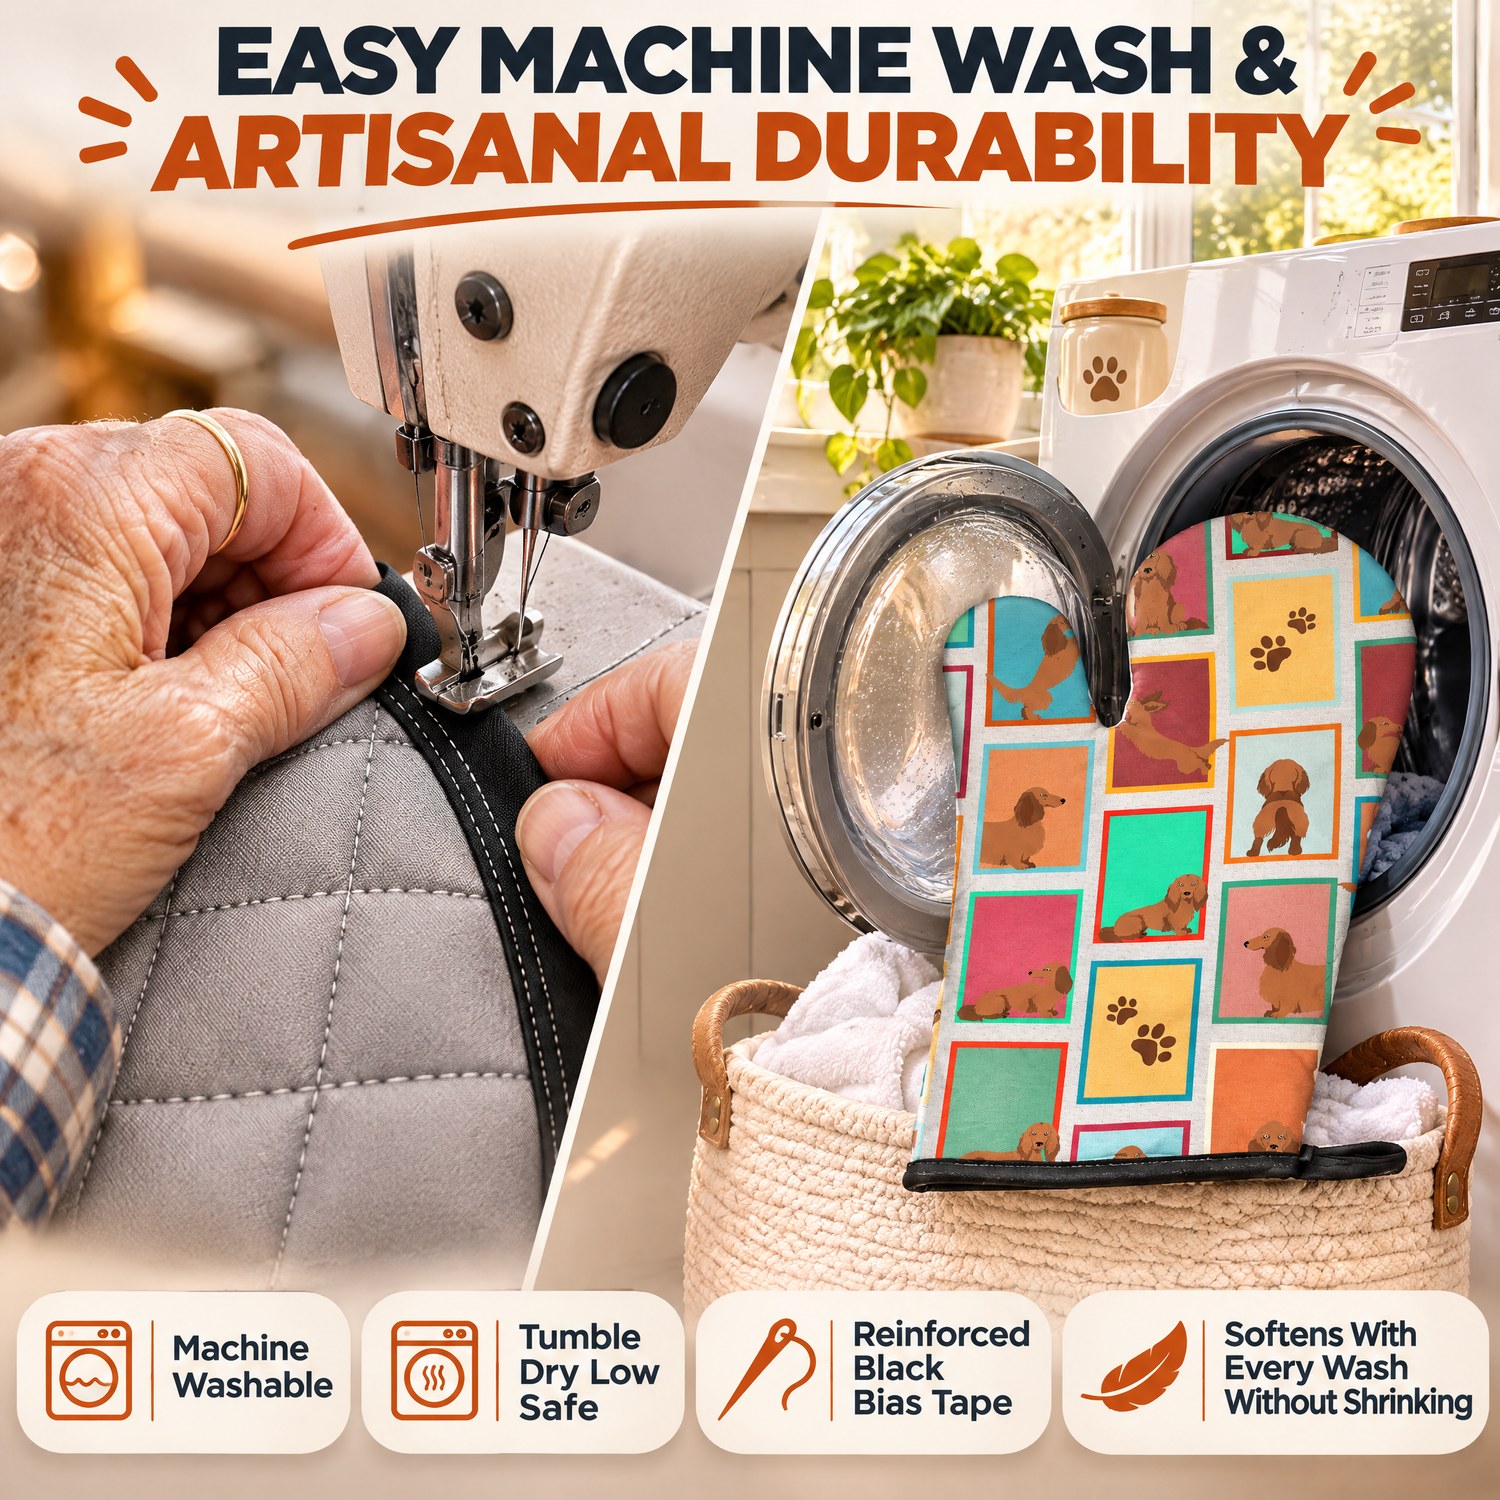 EASY MACHINE WASH &
ARTISANAL DURABILITY
Machine
Washable
Tumble
Dry Low
Safe
Reinforced
Black
Bias Tape
Softens With
Every Wash
Without Shrinking